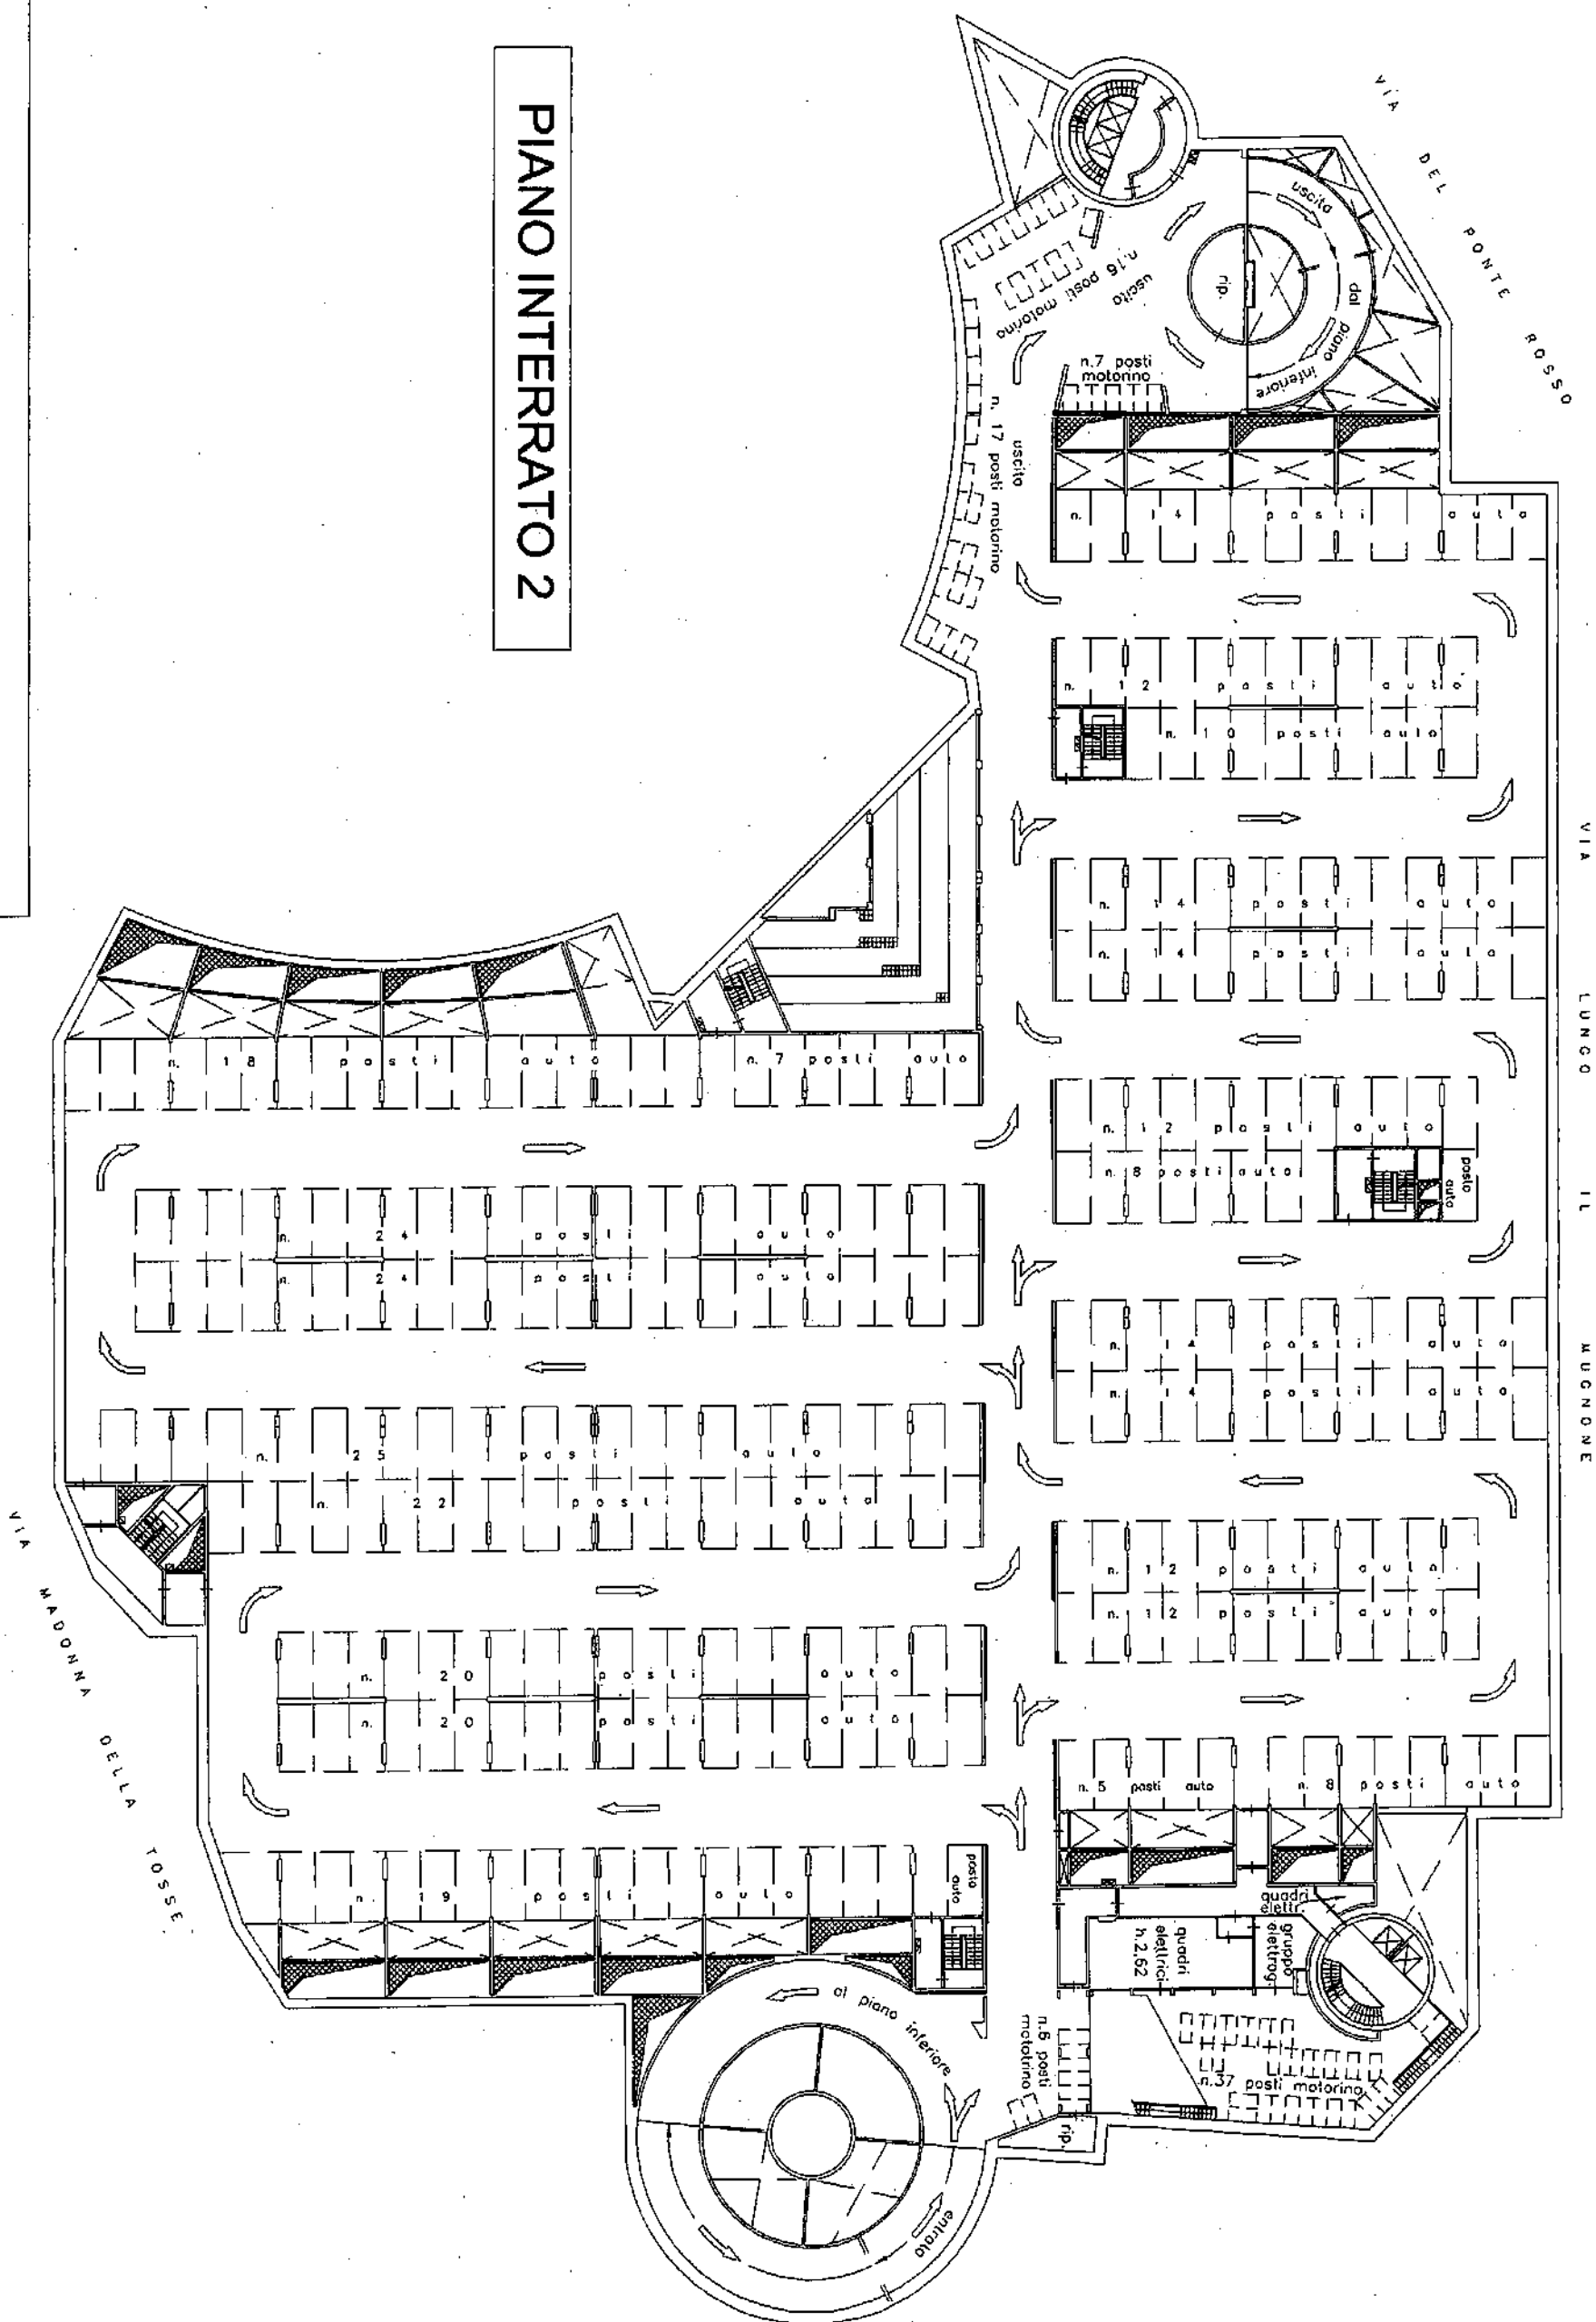 PIANO INTERRATO 2
VIA DEL PONTE ROSSO
uscita dal piano inferiore
rip.
uscita
n.16 posti motorino
n.7 posti motorino
uscita
n. 17 posti motorino
n. 14 posti auto
n. 12 posti auto
n. 10 posti auto
n. 14 posti auto
n. 14 posti auto
VIA LUNGO IL MUGNONE
n. 18 posti auto
n. 7 posti auto
n. 12 posti auto
n. 8 posti auto
posto auto
n. 24 posti auto
n. 24 posti auto
n. 14 posti auto
n. 14 posti auto
n. 25 posti auto
n. 22 posti auto
n. 12 posti auto
n. 12 posti auto
VIA MADONNA DELLA TOSSE
n. 20 posti auto
n. 20 posti auto
n. 5 posti auto
n. 8 posti auto
n. 19 posti auto
posto auto
quadri elettr.
gruppo elettrog.
quadri elettrici
h.2.62
al piano inferiore
n.6 posti mototrino
n.37 posti motorino
rip.
entrata